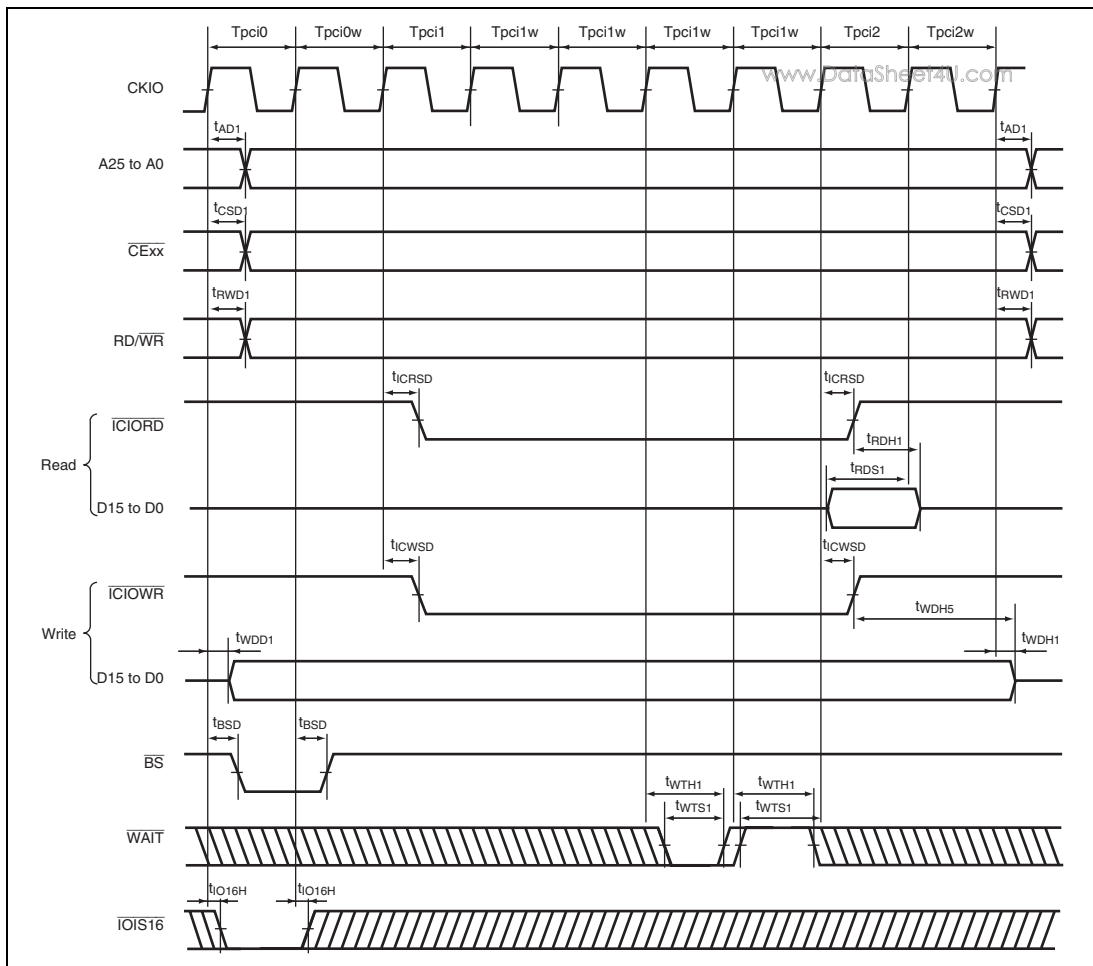 Tpci0 Tpci0w Tpci1 Tpci1w Tpci1w Tpci1w Tpci1w Tpci2 Tpci2w
www.DataSheet4U.com
CKIO
tAD1 tAD1
A25 to A0
tCSD1 tCSD1
CExx
tRWD1 tRWD1
RD/WR
tICRSD tICRSD
ICIORD
tRDH1
Read
tRDS1
D15 to D0
tICWSD tICWSD
ICIOWR
tWDH5
Write
tWDD1 tWDH1
D15 to D0
tBSD tBSD
BS
tWTH1 tWTH1
tWTS1 tWTS1
WAIT
tIO16H tIO16H
IOIS16